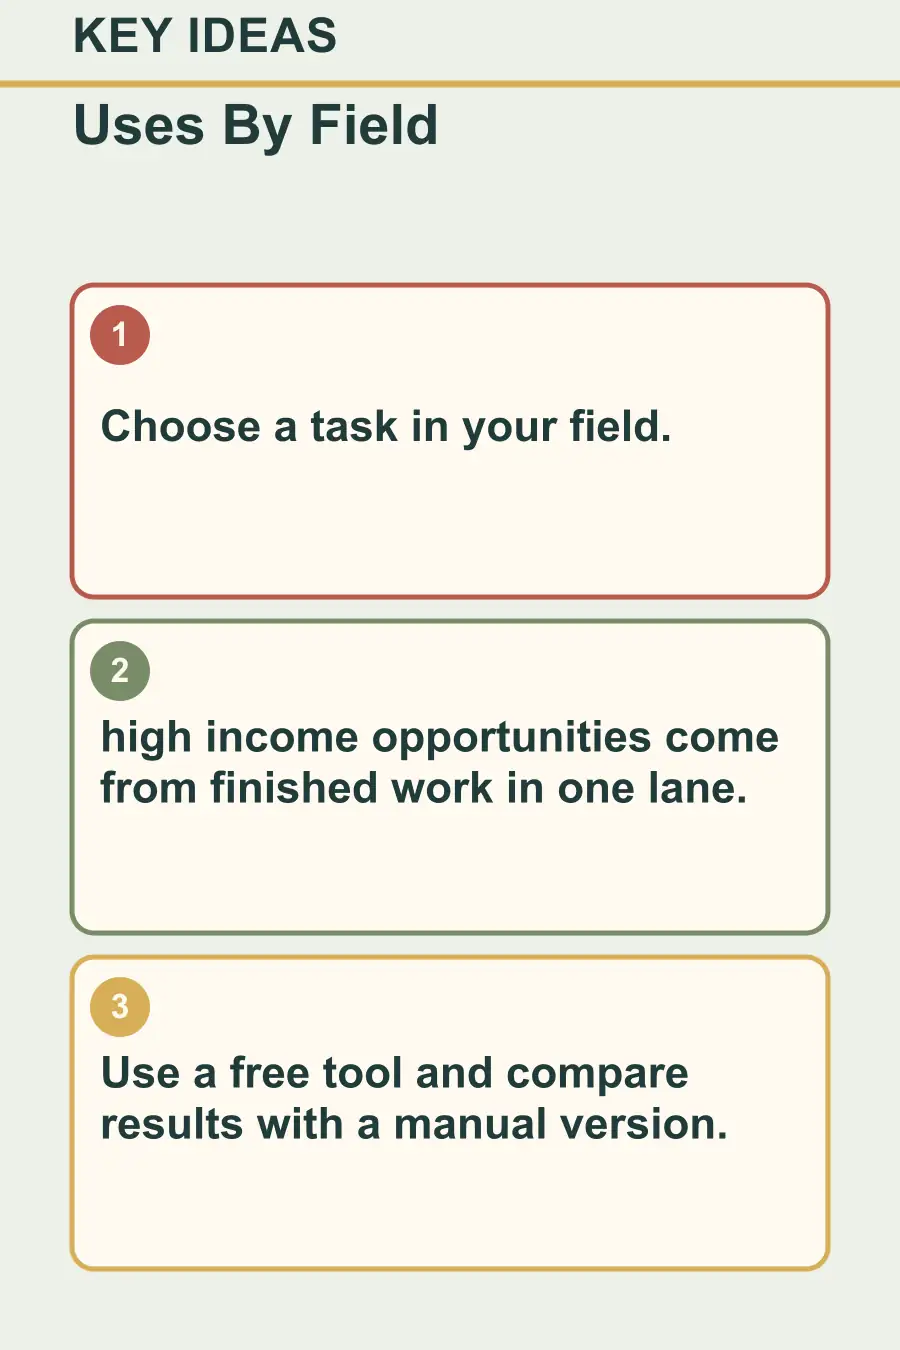 KEY IDEAS
Uses By Field
1
Choose a task in your field.
2
high income opportunities come
from finished work in one lane.
3
Use a free tool and compare
results with a manual version.